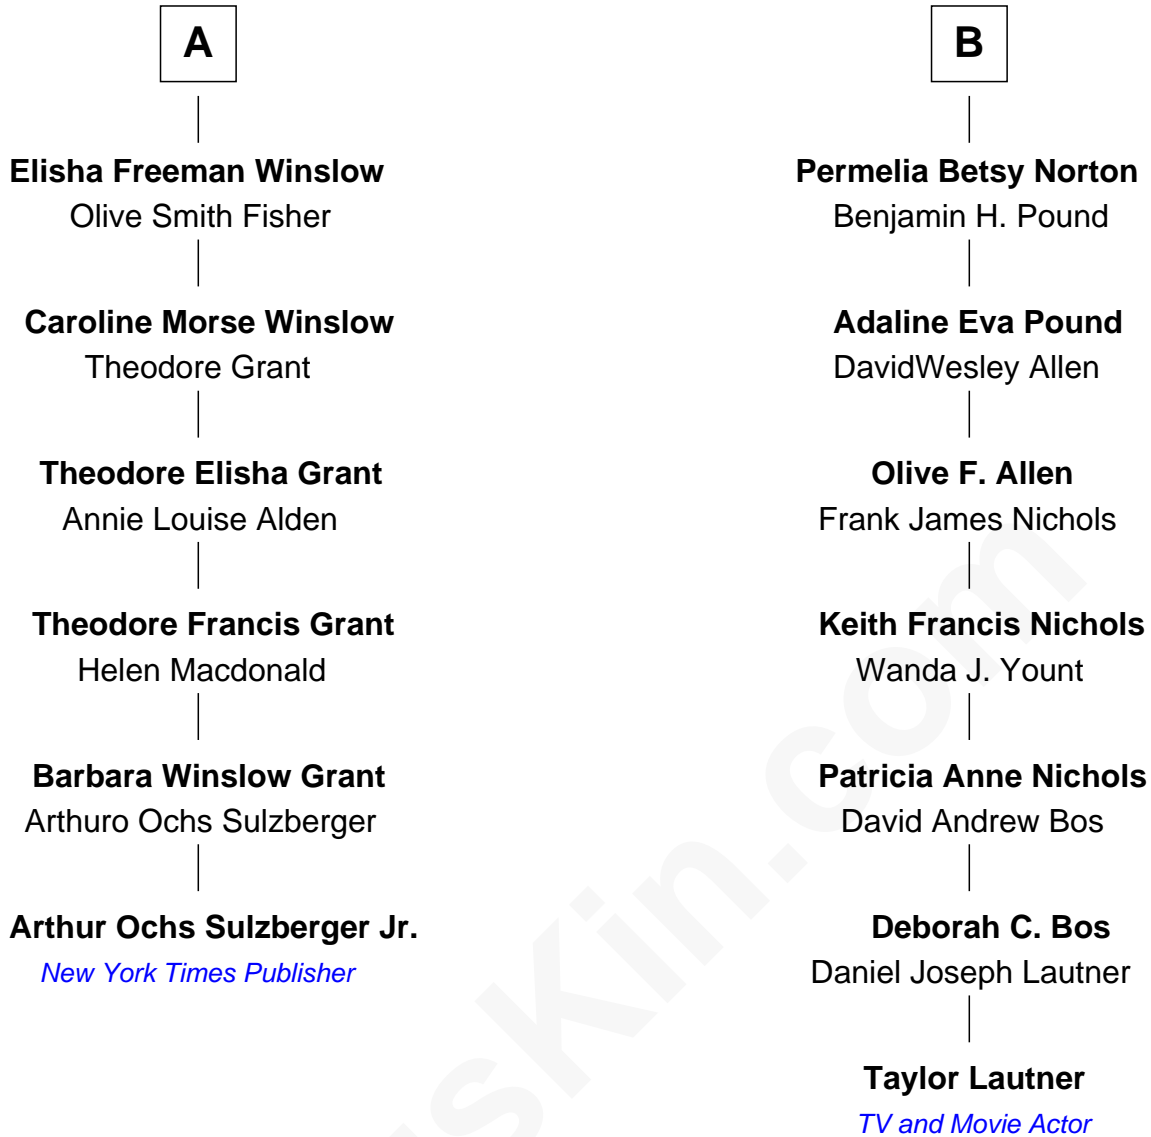 A
Elisha Freeman Winslow
Olive Smith Fisher
Caroline Morse Winslow
Theodore Grant
Theodore Elisha Grant
Annie Louise Alden
Theodore Francis Grant
Helen Macdonald
Barbara Winslow Grant
Arthuro Ochs Sulzberger
Arthur Ochs Sulzberger Jr.
New York Times Publisher
B
Permelia Betsy Norton
Benjamin H. Pound
Adaline Eva Pound
DavidWesley Allen
Olive F. Allen
Frank James Nichols
Keith Francis Nichols
Wanda J. Yount
Patricia Anne Nichols
David Andrew Bos
Deborah C. Bos
Daniel Joseph Lautner
Taylor Lautner
TV and Movie Actor
sKin.com